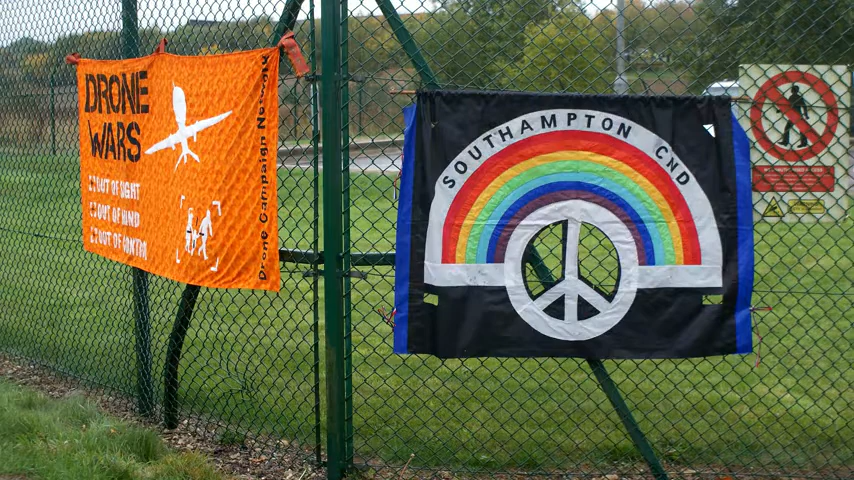 DRONE
WARS
OUT OF SIGHT
OUT OF MIND
OUT OF CONTROL
Drone Campaign Network
SOUTHAMPTON CND